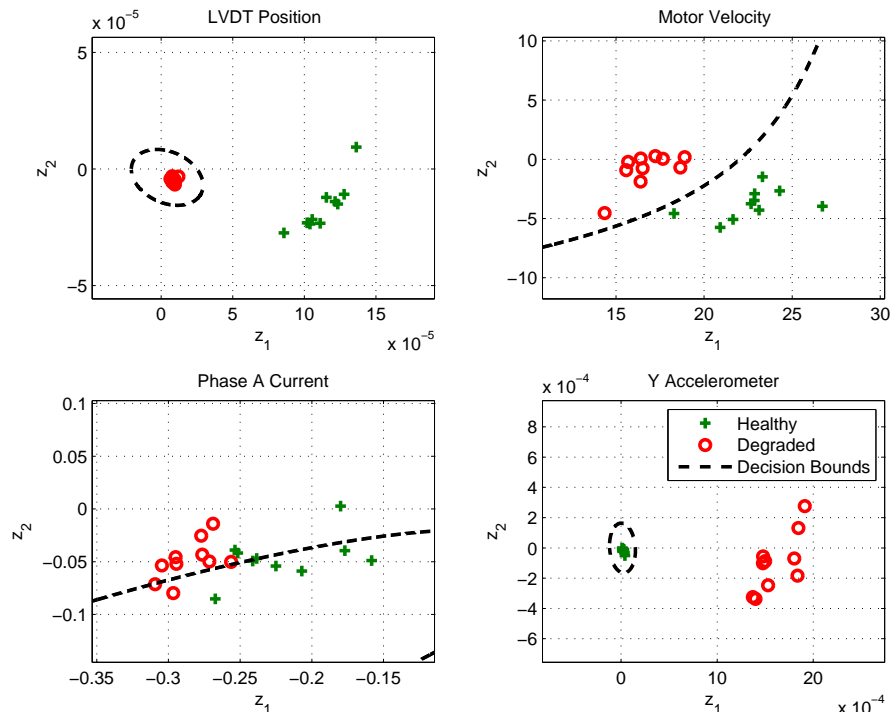 LVDT Position
x 10⁻⁵
5
0
−5
z₂
0
5
10
15
z₁
x 10⁻⁵
Motor Velocity
10
5
0
−5
−10
z₂
15
20
25
30
z₁
Phase A Current
0.1
0.05
0
−0.05
−0.1
z₂
−0.35
−0.3
−0.25
−0.2
−0.15
z₁
Y Accelerometer
x 10⁻⁴
8
6
4
2
0
−2
−4
−6
z₂
0
10
20
z₁
x 10⁻⁴
Healthy
Degraded
Decision Bounds